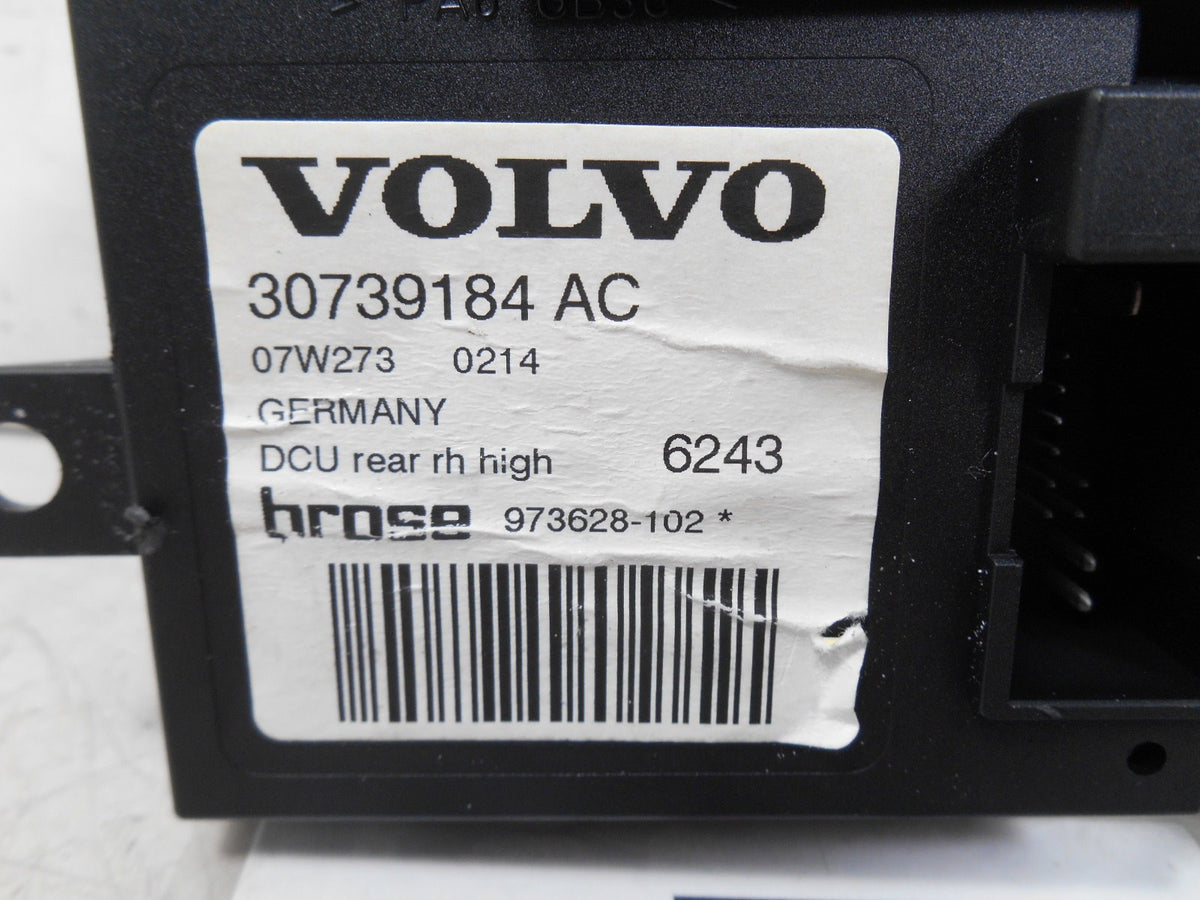 VOLVO
30739184 AC
07W273 0214
GERMANY
DCU rear rh high 6243
brose 973628-102 *